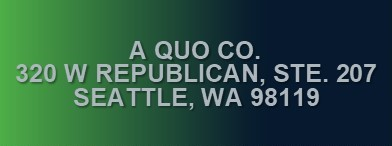 A QUO CO.
320 W REPUBLICAN, STE. 207
SEATTLE, WA 98119